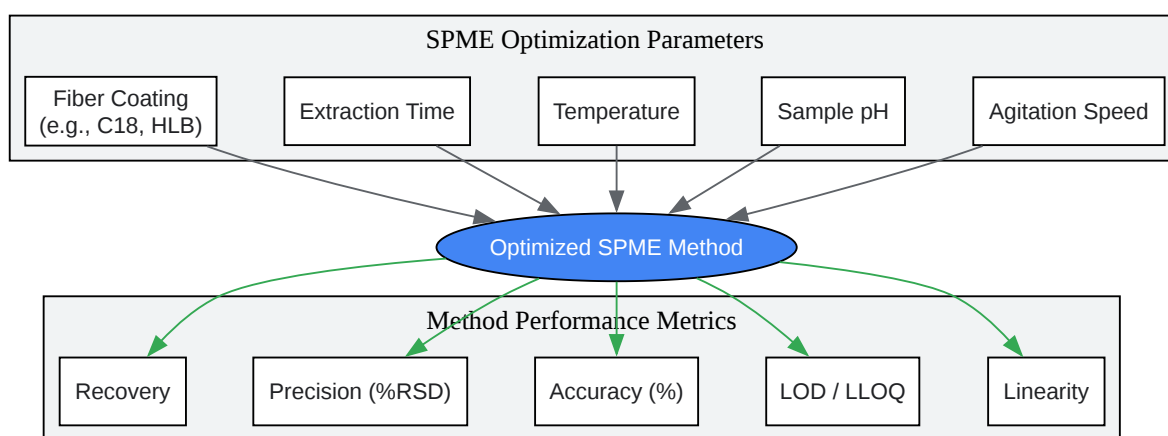 SPME Optimization Parameters
Fiber Coating
(e.g., C18, HLB)
Extraction Time
Temperature
Sample pH
Agitation Speed
Optimized SPME Method
Method Performance Metrics
Recovery
Precision (%RSD)
Accuracy (%)
LOD / LLOQ
Linearity